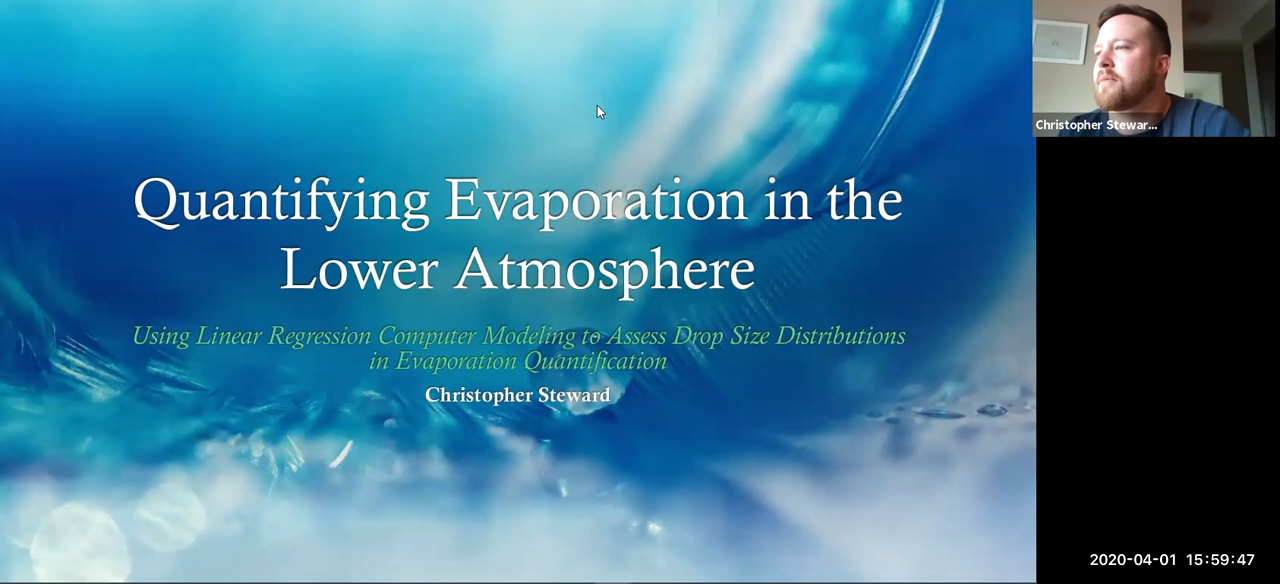 Quantifying Evaporation in the
Lower Atmosphere
Using Linear Regression Computer Modeling to Assess Drop Size Distributions
in Evaporation Quantification
Christopher Steward
Christopher Stewar...
2020-04-01 15:59:47